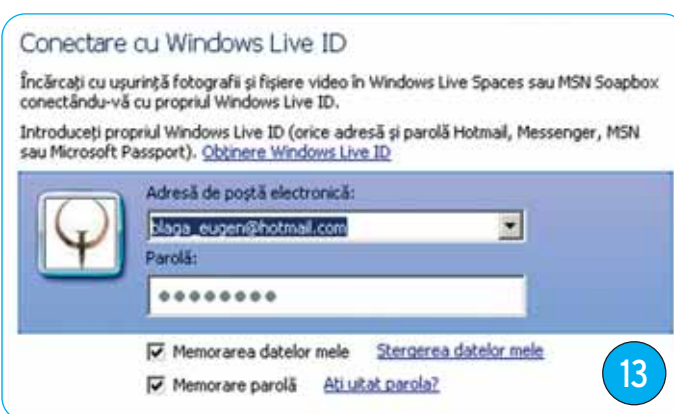 Conectare cu Windows Live ID
Încărcați cu ușurință fotografii și fișiere video în Windows Live Spaces sau MSN Soapbox
conectându-vă cu propriul Windows Live ID.
Introduceți propriul Windows Live ID (orice adresă și parolă Hotmail, Messenger, MSN
sau Microsoft Passport). Obținere Windows Live ID
Adresă de poștă electronică:
blaga_eugen@hotmail.com
Parolă:
Memorarea datelor mele Ștergerea datelor mele
Memorare parolă Ați uitat parola?
13